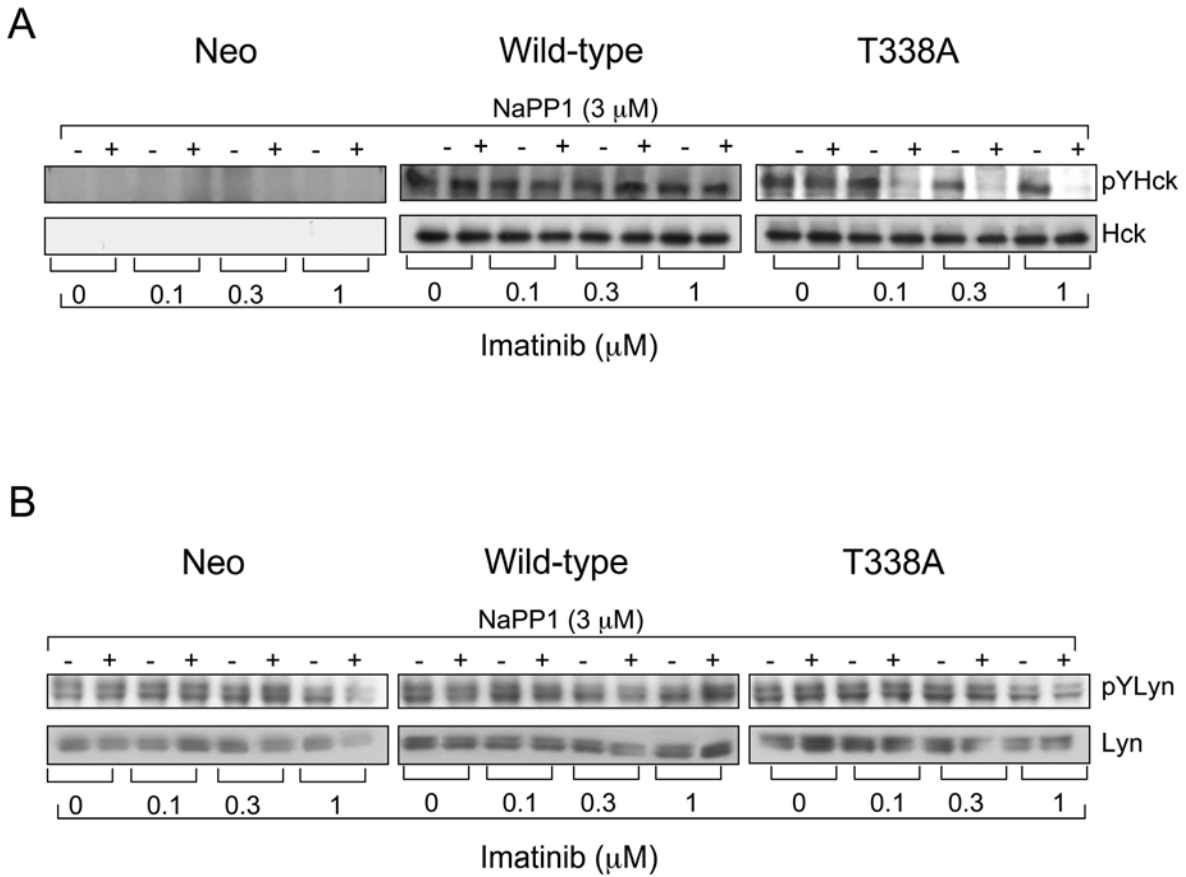 A
Neo Wild-type T338A
NaPP1 (3 μM)
- + - + - + - + - + - + - + - + - + - + - + - +
pYHck
Hck
0 0.1 0.3 1 0 0.1 0.3 1 0 0.1 0.3 1
Imatinib (μM)
B
Neo Wild-type T338A
NaPP1 (3 μM)
- + - + - + - + - + - + - + - + - + - + - + - +
pYLyn
Lyn
0 0.1 0.3 1 0 0.1 0.3 1 0 0.1 0.3 1
Imatinib (μM)